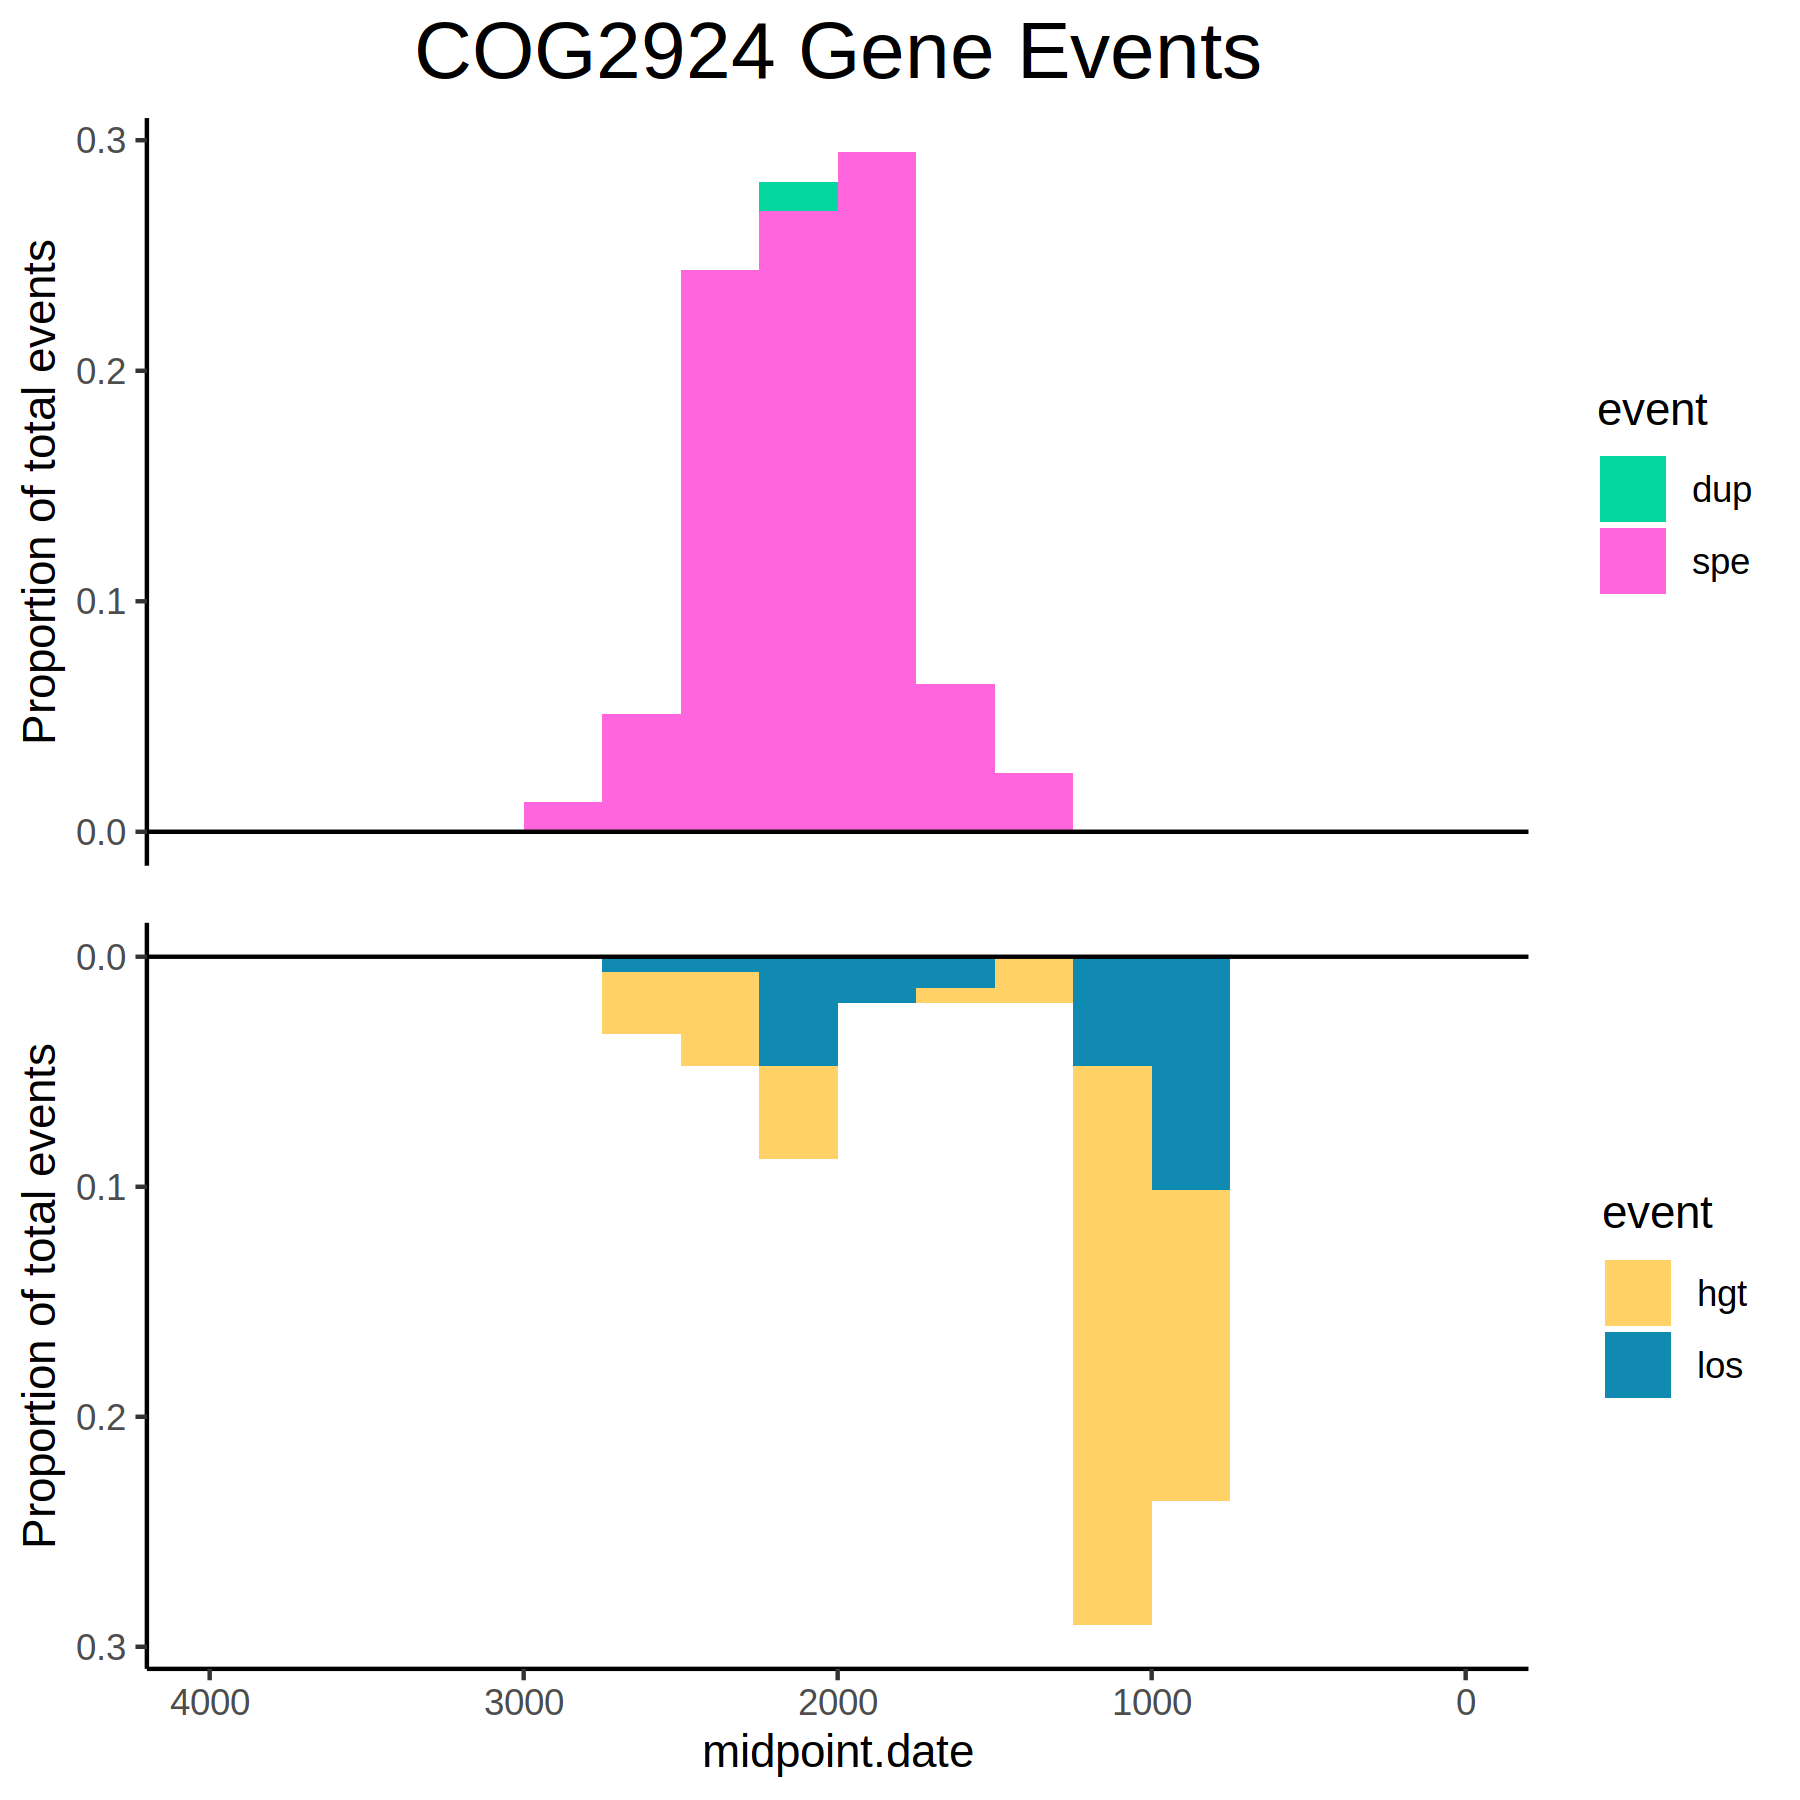 COG2924 Gene Events
Proportion of total events
0.3
0.2
0.1
0.0
event
dup
spe
Proportion of total events
0.0
0.1
0.2
0.3
event
hgt
los
4000 3000 2000 1000 0
midpoint.date